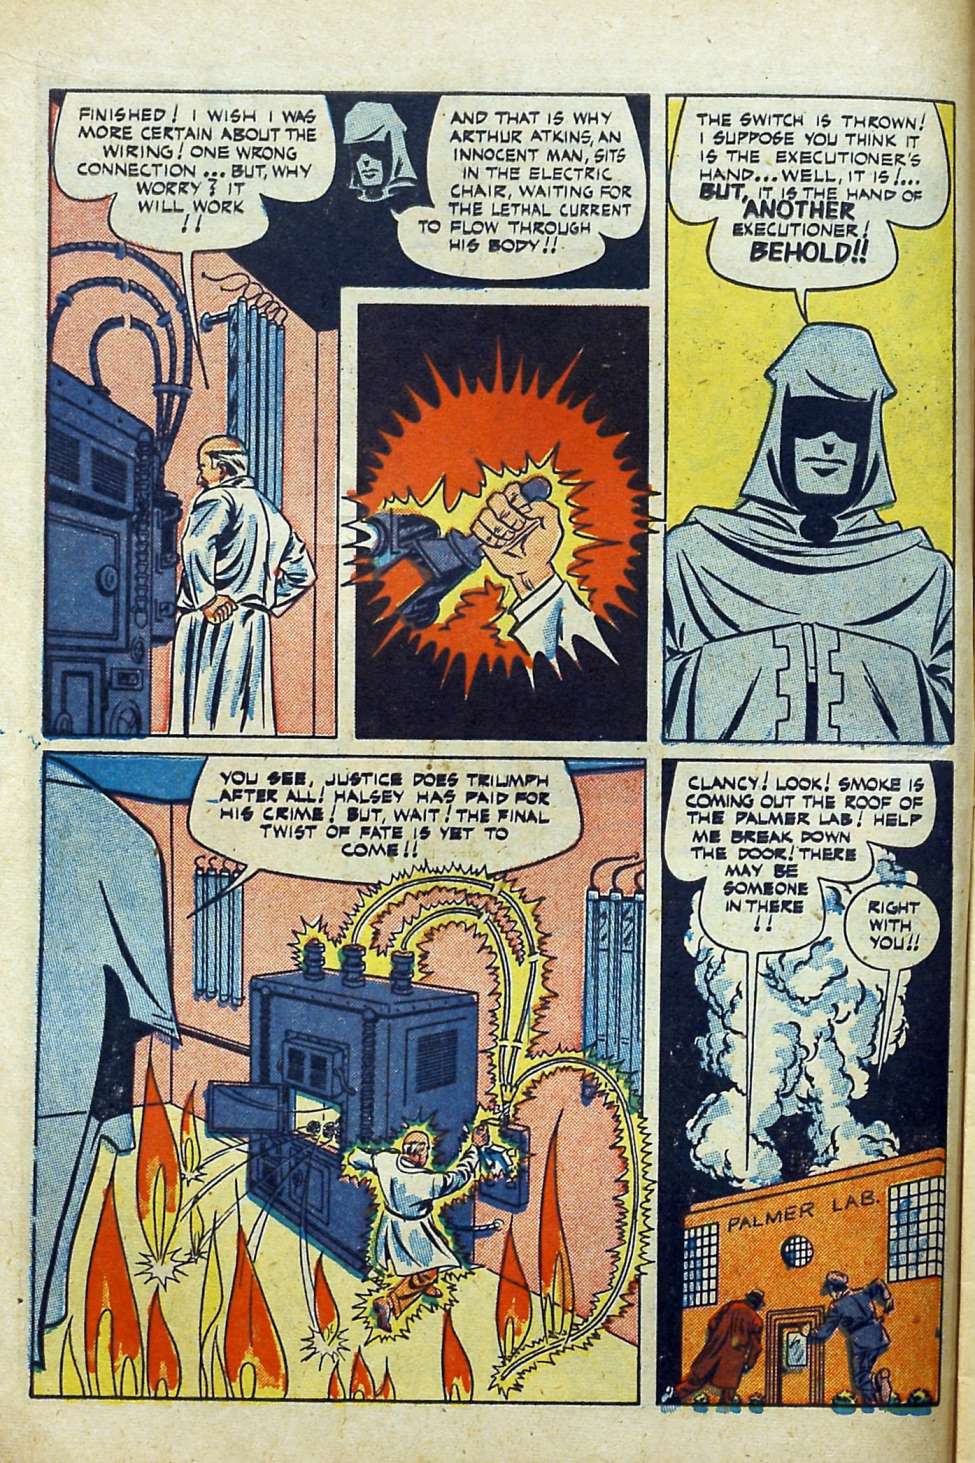 FINISHED! I WISH I WAS
MORE CERTAIN ABOUT THE
WIRING! ONE WRONG
CONNECTION ... BUT, WHY
WORRY? IT
WILL WORK
!!
AND THAT IS WHY
ARTHUR ATKINS, AN
INNOCENT MAN, SITS
IN THE ELECTRIC
CHAIR, WAITING FOR
THE LETHAL CURRENT
TO FLOW THROUGH
HIS BODY!!
THE SWITCH IS THROWN!
I SUPPOSE YOU THINK IT
IS THE EXECUTIONER'S
HAND... WELL, IT IS!...
BUT, IT IS THE HAND OF
ANOTHER
EXECUTIONER!
BEHOLD!!
YOU SEE, JUSTICE DOES TRIUMPH
AFTER ALL! HALSEY HAS PAID FOR
HIS CRIME! BUT, WAIT! THE FINAL
TWIST OF FATE IS YET TO
COME!!
CLANCY! LOOK! SMOKE IS
COMING OUT THE ROOF OF
THE PALMER LAB! HELP
ME BREAK DOWN
THE DOOR! THERE
MAY BE
SOMEONE
IN THERE
!!
RIGHT
WITH
YOU!!
PALMER LAB.